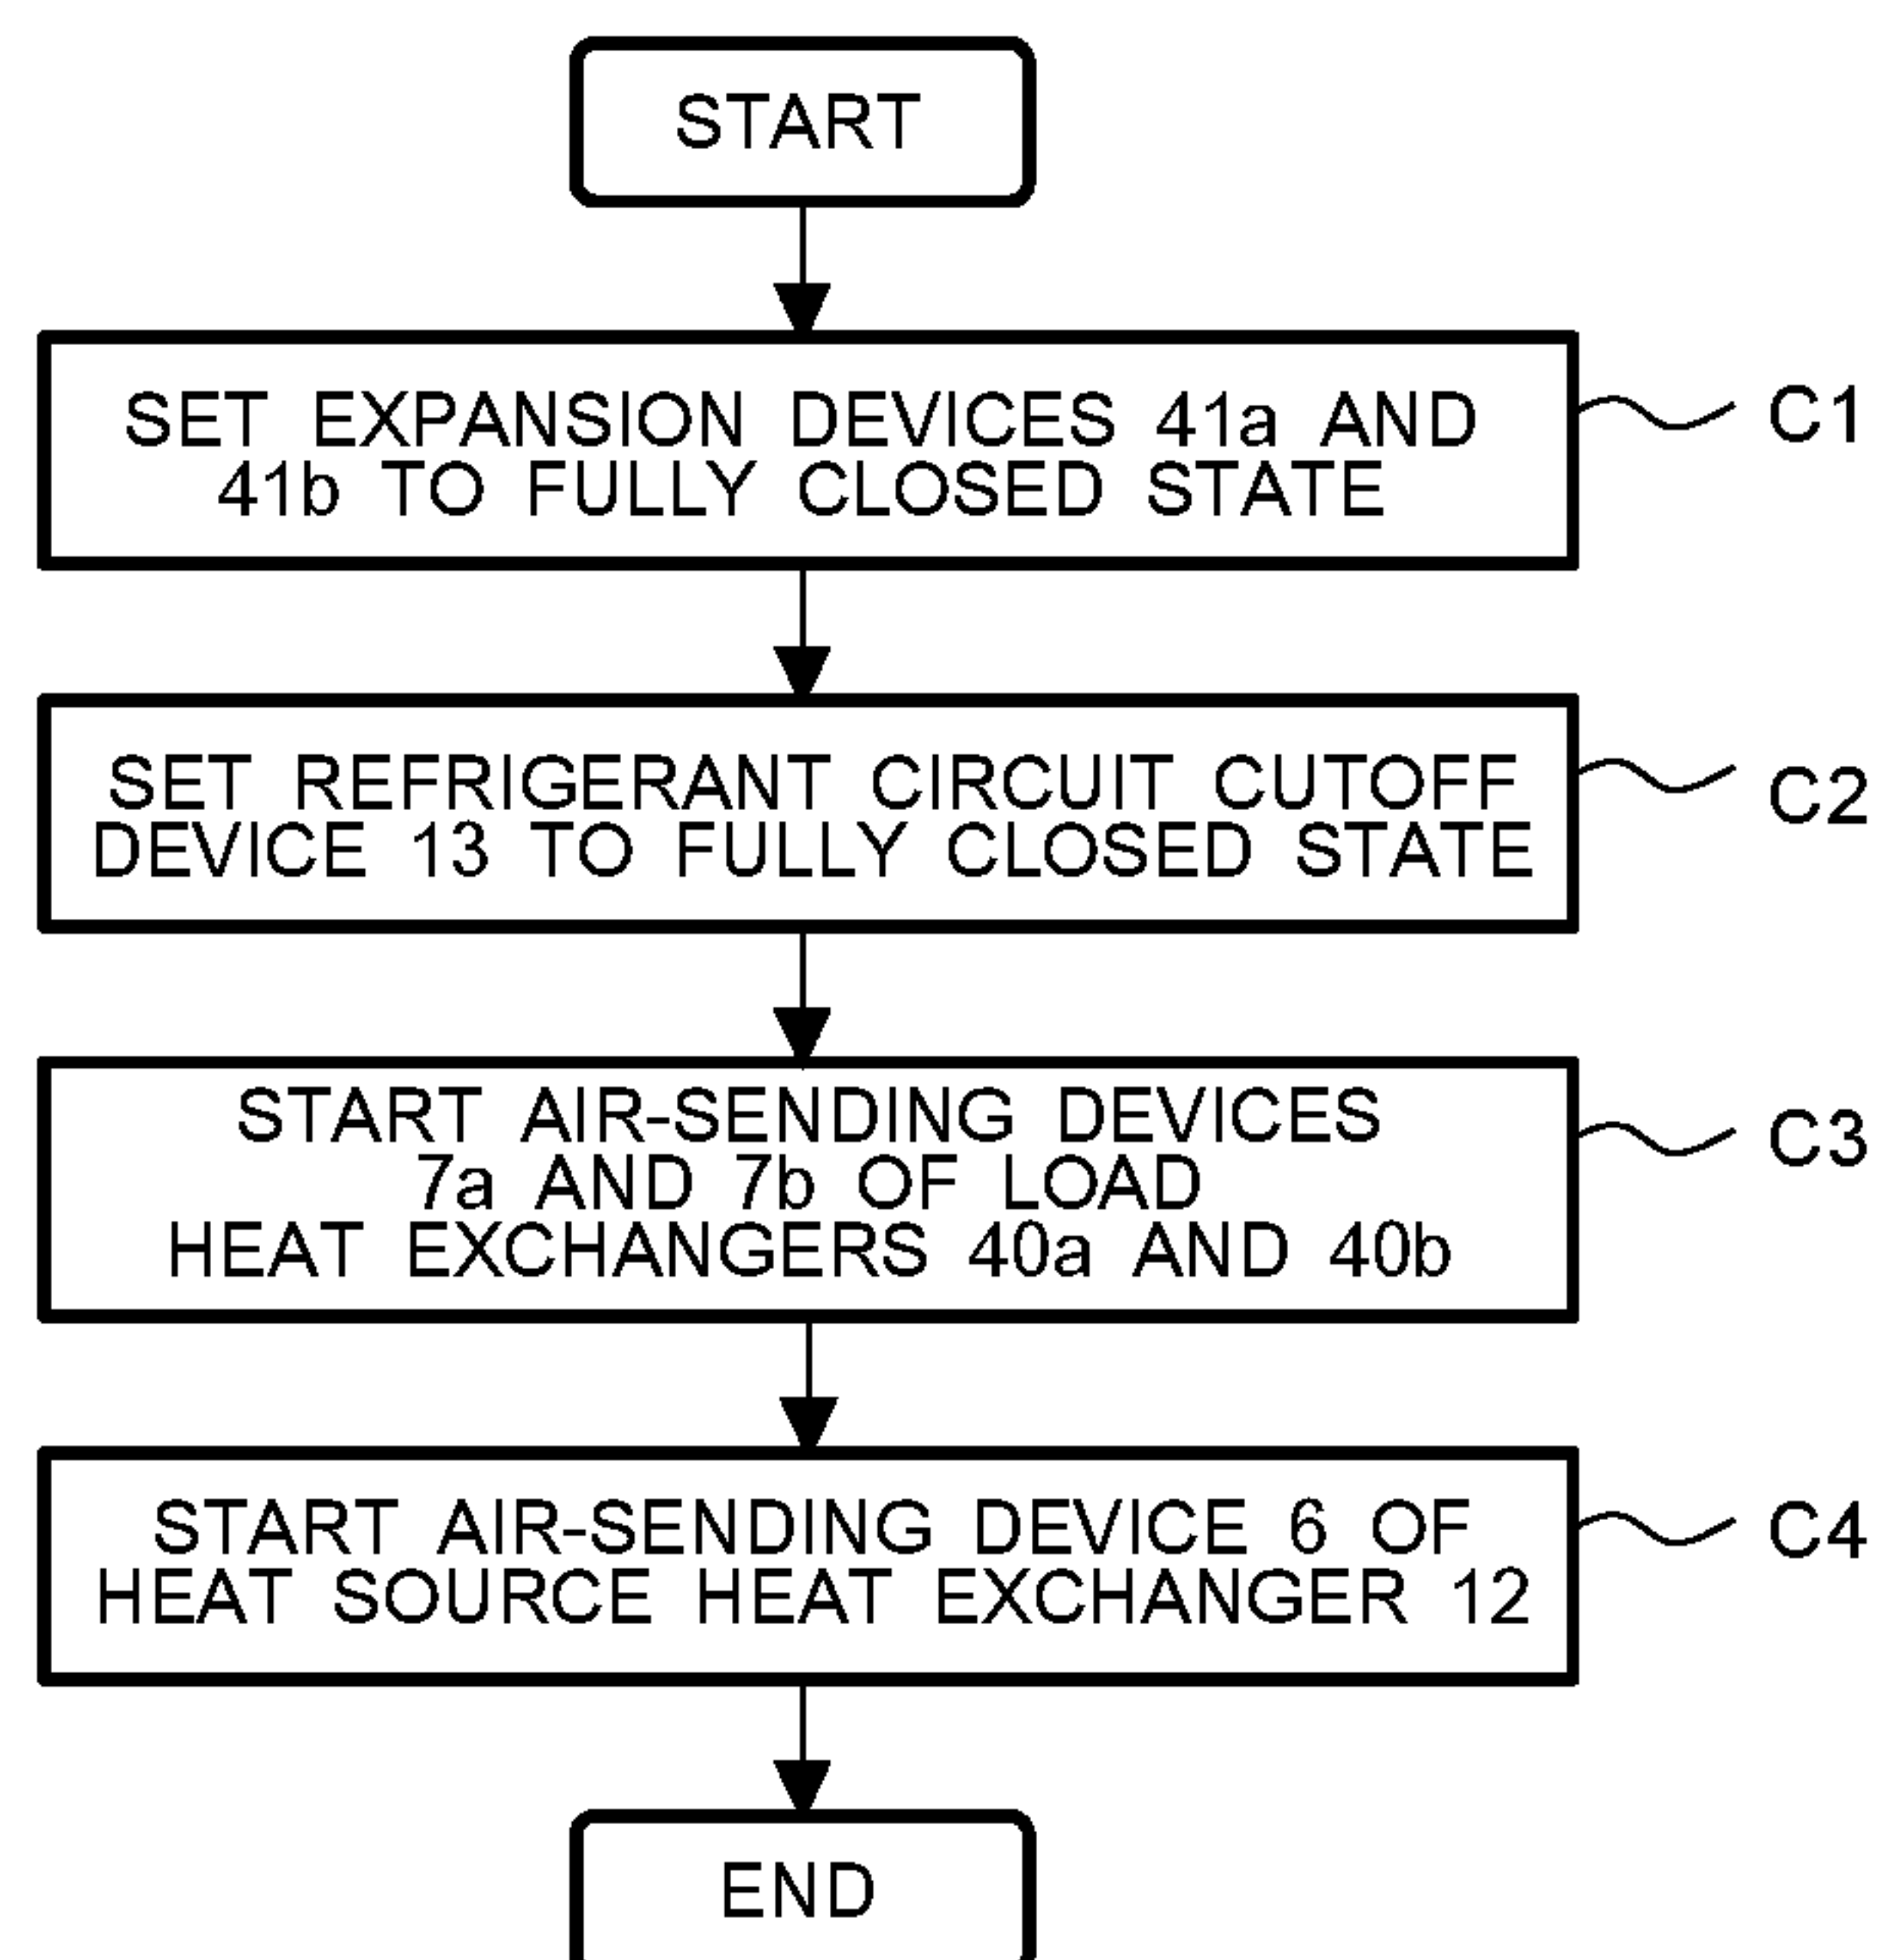 START
SET EXPANSION DEVICES 41a AND
41b TO FULLY CLOSED STATE
C1
SET REFRIGERANT CIRCUIT CUTOFF
DEVICE 13 TO FULLY CLOSED STATE
C2
START AIR-SENDING DEVICES
7a AND 7b OF LOAD
HEAT EXCHANGERS 40a AND 40b
C3
START AIR-SENDING DEVICE 6 OF
HEAT SOURCE HEAT EXCHANGER 12
C4
END